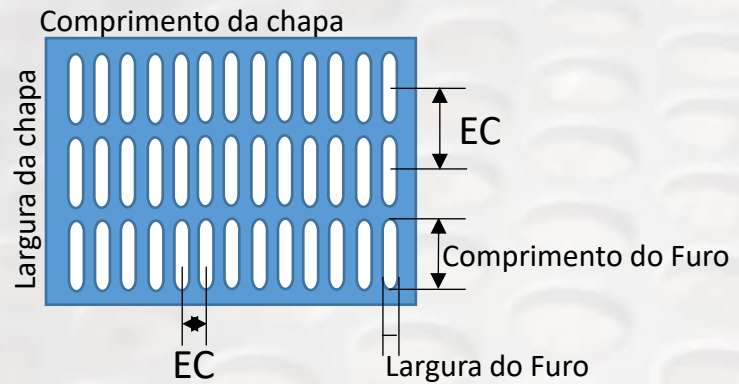 Comprimento da chapa
Largura da chapa
EC
Comprimento do Furo
EC
Largura do Furo